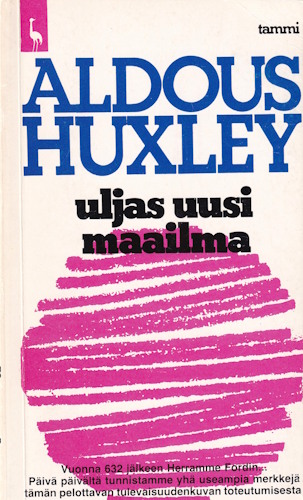 tammi
ALDOUS
HUXLEY
uljas uusi
maailma
Vuonna 632 jälkeen Herramme Fordin...
Päivä päivältä tunnistamme yhä useampia merkkejä
tämän pelottavan tulevaisuudenkuvan toteutumisesta